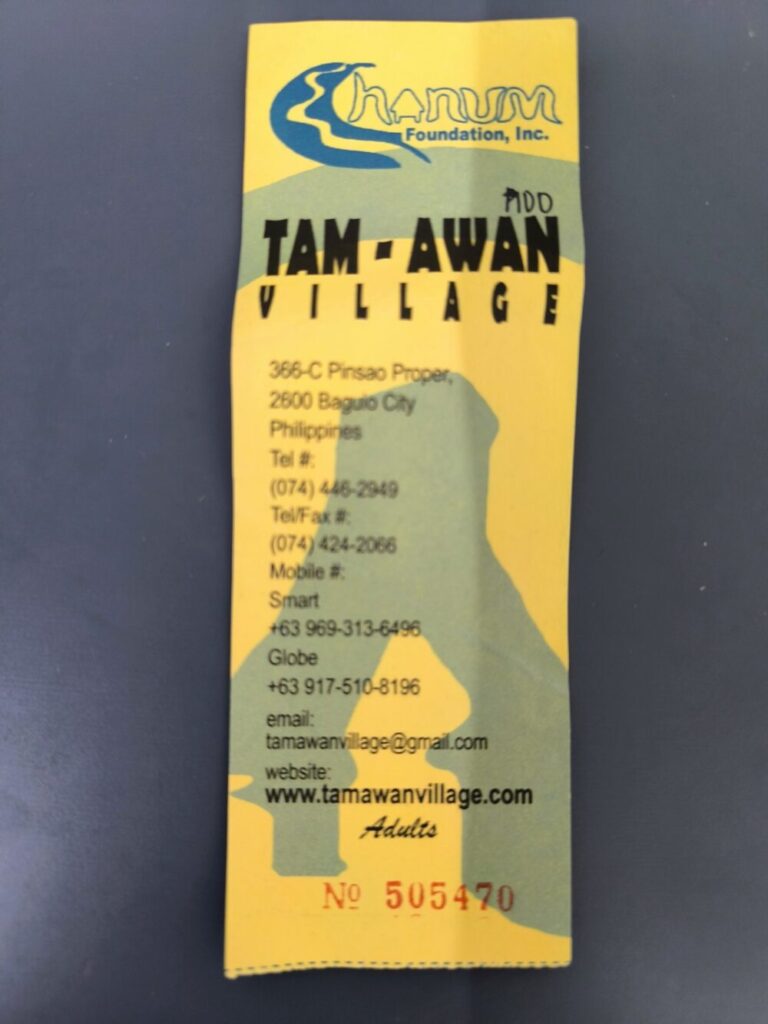 Chanum
Foundation, Inc.
₱100
TAM - AWAN
VILLAGE
366-C Pinsao Proper,
2600 Baguio City
Philippines
Tel #:
(074) 446-2949
Tel/Fax #:
(074) 424-2066
Mobile #:
Smart
+63 969-313-6496
Globe
+63 917-510-8196
email:
tamawanvillage@gmail.com
website:
www.tamawanvillage.com
Adults
No 505470